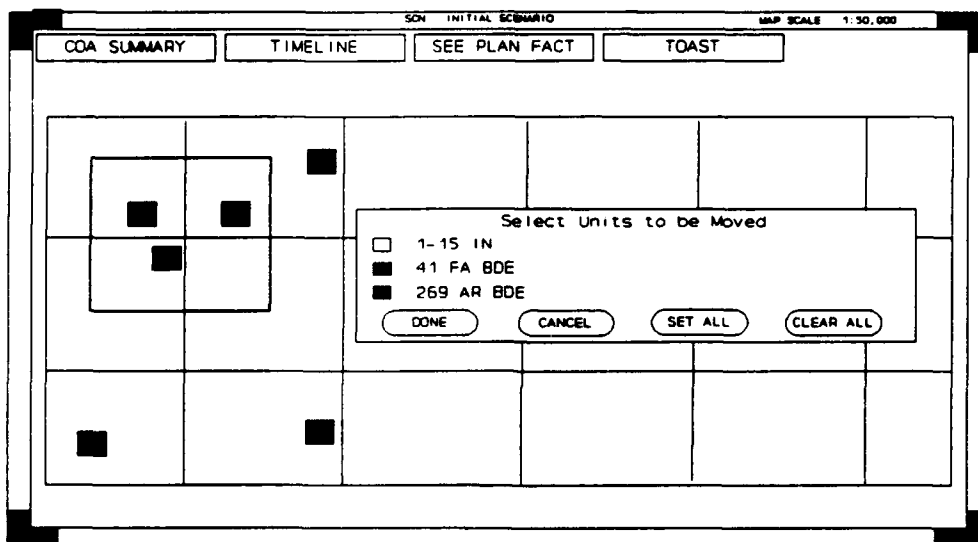 SCN INITIAL SCENARIO MAP SCALE 1:50,000
COA SUMMARY TIMELINE SEE PLAN FACT TOAST
Select Units to be Moved
1-15 IN
41 FA BDE
269 AR BDE
DONE CANCEL SET ALL CLEAR ALL